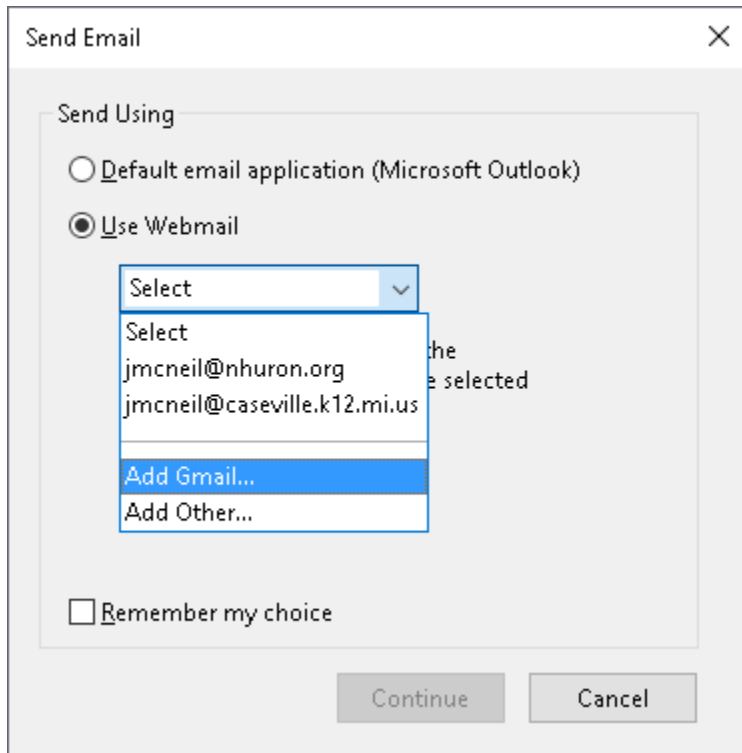 Send Email
Send Using
Default email application (Microsoft Outlook)
Use Webmail
Select
Select
jmcneil@nhuron.org
the
jmcneil@caseville.k12.mi.us
selected
Add Gmail...
Add Other...
Remember my choice
Continue
Cancel